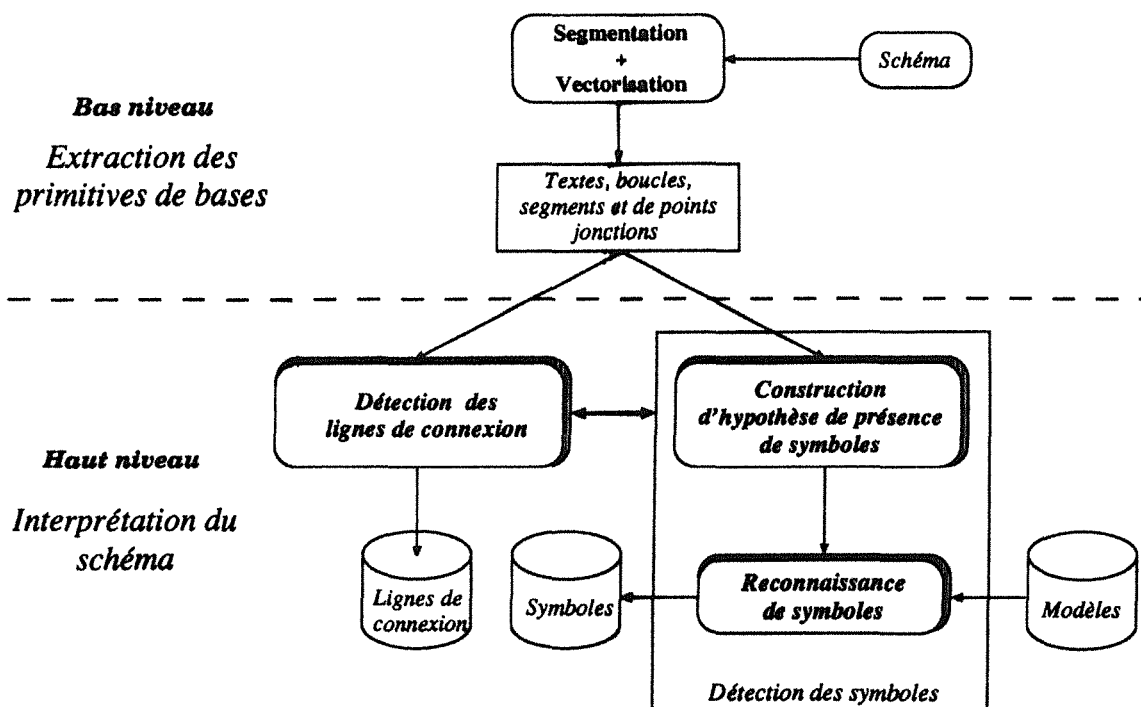 Segmentation
+
Vectorisation
Schéma
Bas niveau
Extraction des
primitives de bases
Textes, boucles,
segments et de points
jonctions
Détection des
lignes de connexion
Construction
d'hypothèse de présence
de symboles
Haut niveau
Interprétation du
schéma
Lignes de
connexion
Symboles
Reconnaissance
de symboles
Modèles
Détection des symboles